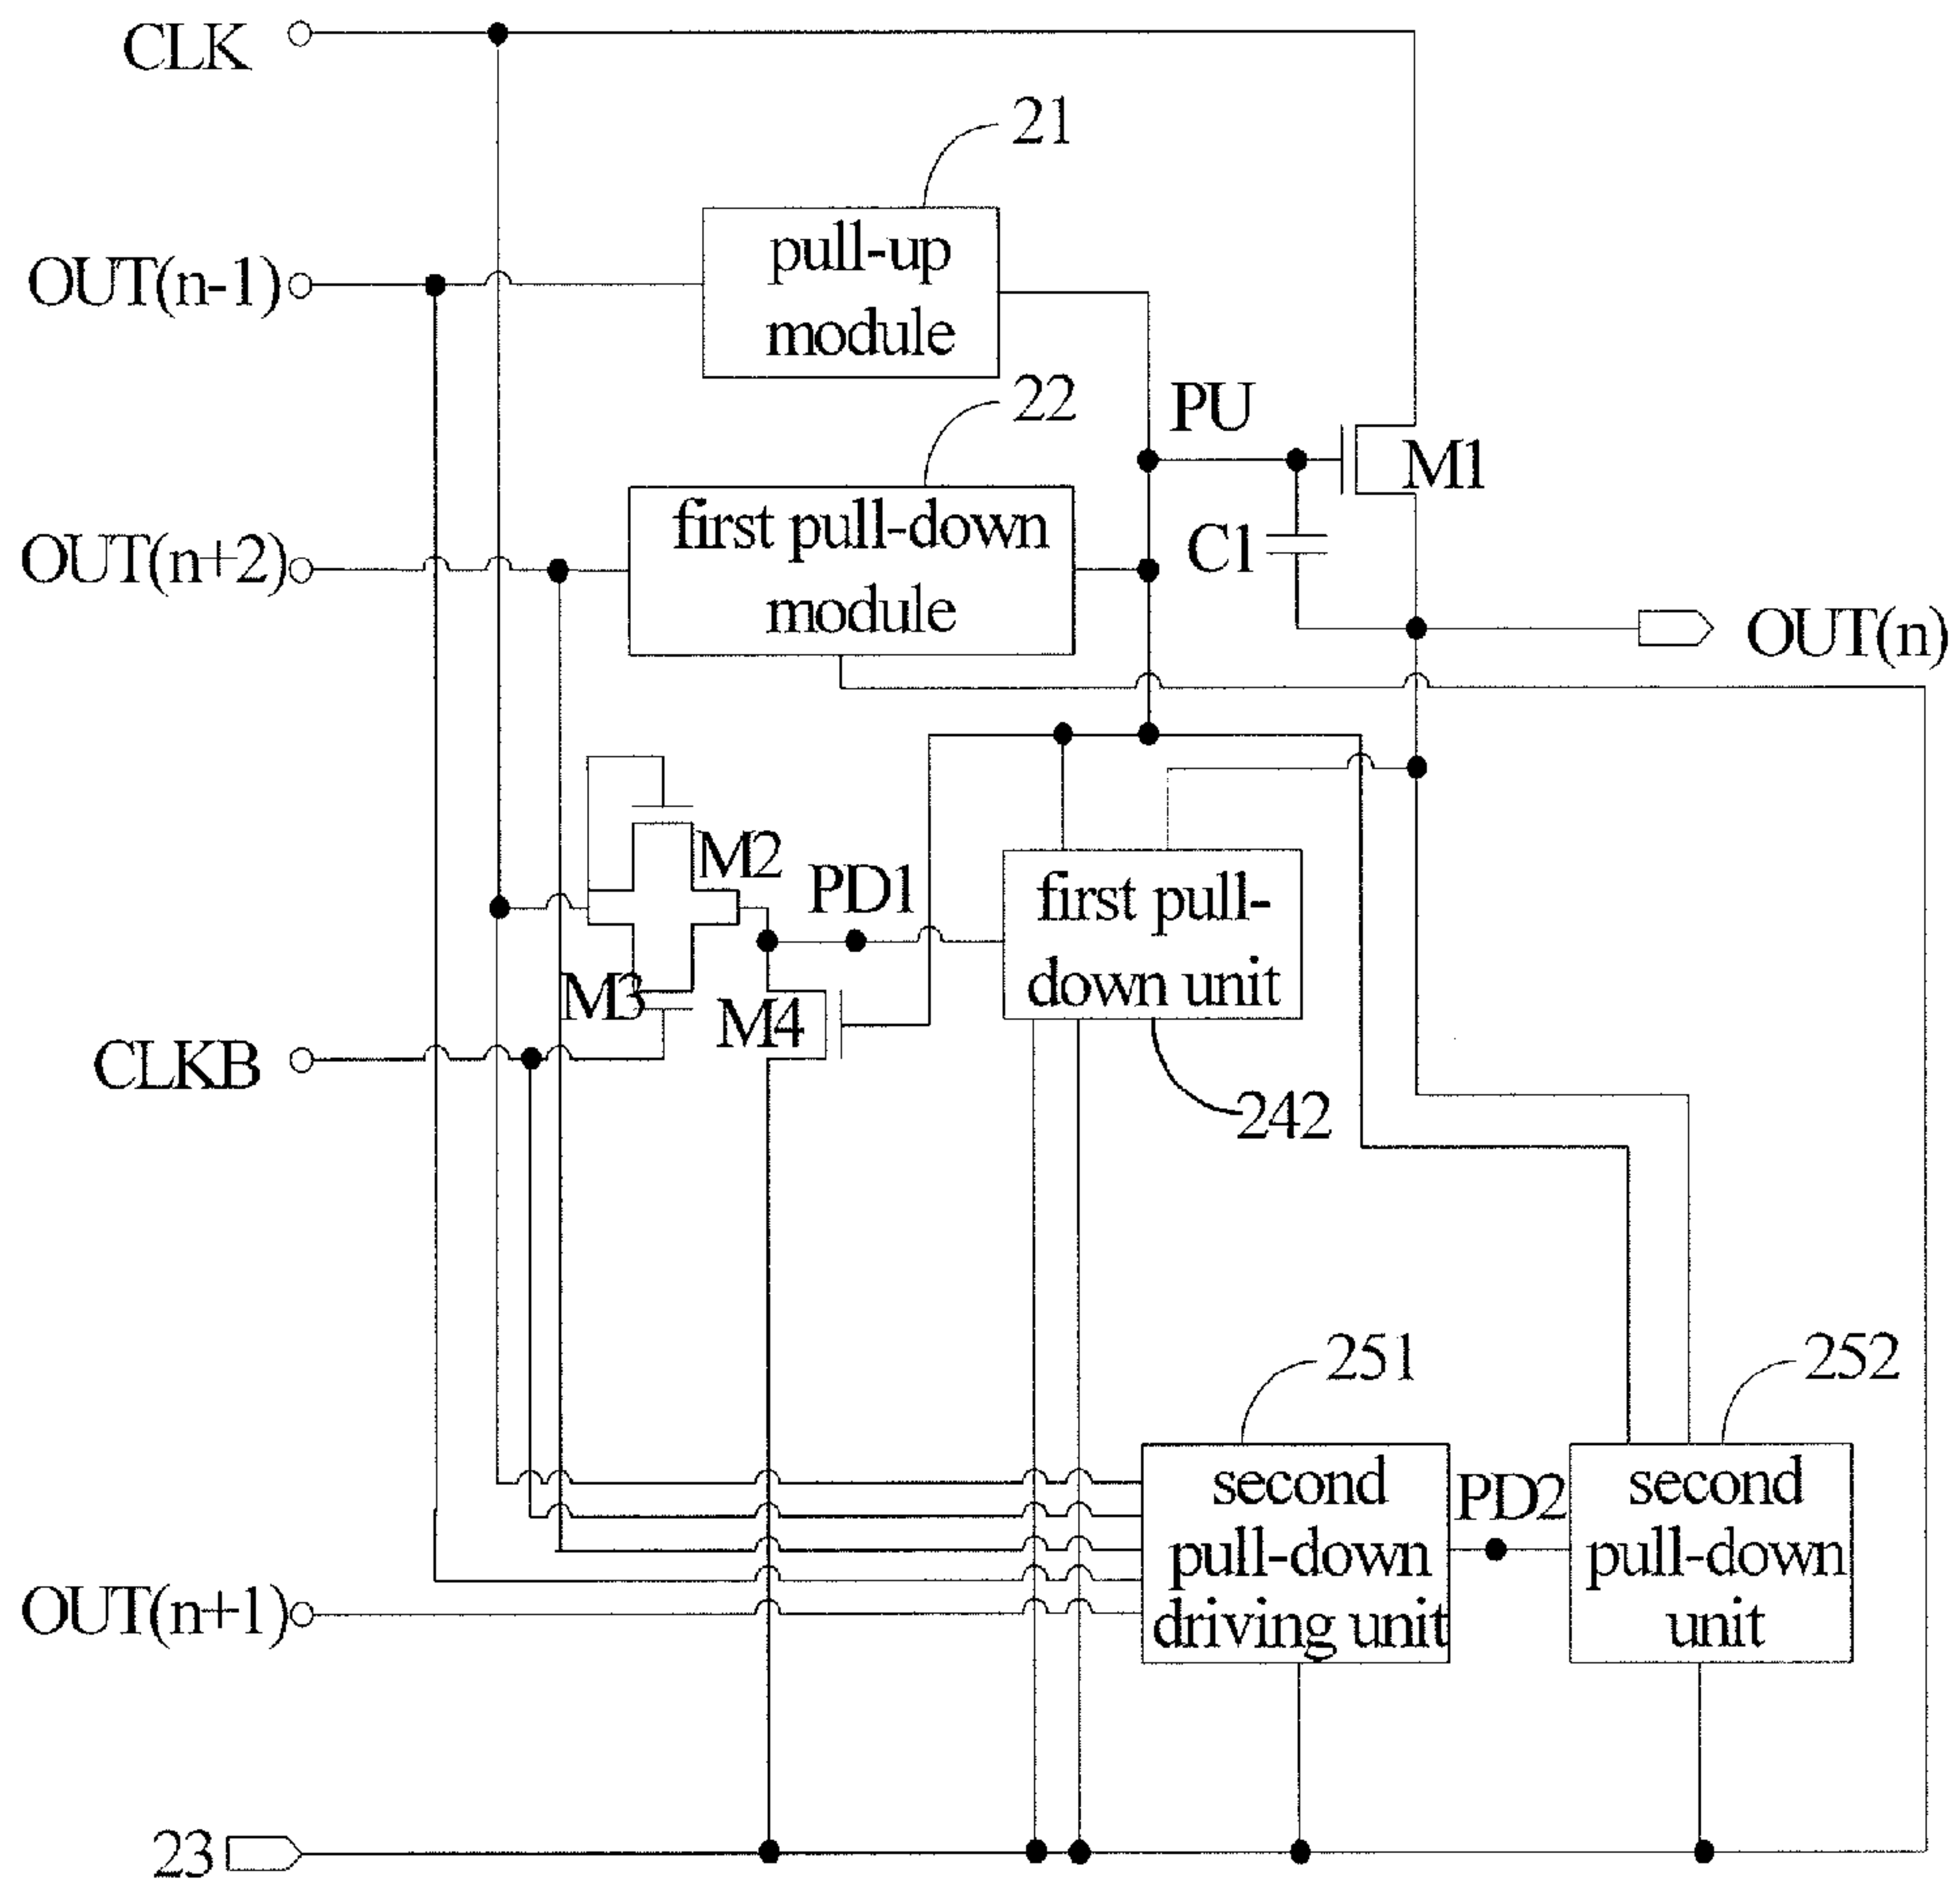 CLK
21
pull-up
module
OUT(n-1)
22
PU
M1
first pull-down
module
OUT(n+2)
C1
OUT(n)
M2
PD1
first pull-
down unit
M3
M4
CLKB
242
251
252
second
pull-down
driving unit
PD2
second
pull-down
unit
OUT(n+1)
23